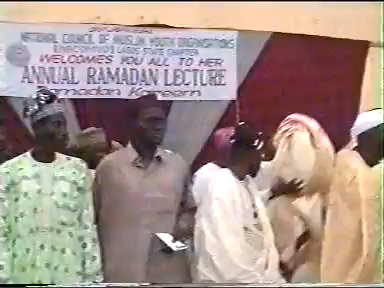 NATIONAL COUNCIL OF MUSLIM YOUTH ORGANISATIONS
LAGOS STATE CHAPTER
WELCOMES YOU ALL TO HER
ANNUAL RAMADAN LECTURE
Ramadan Kareem